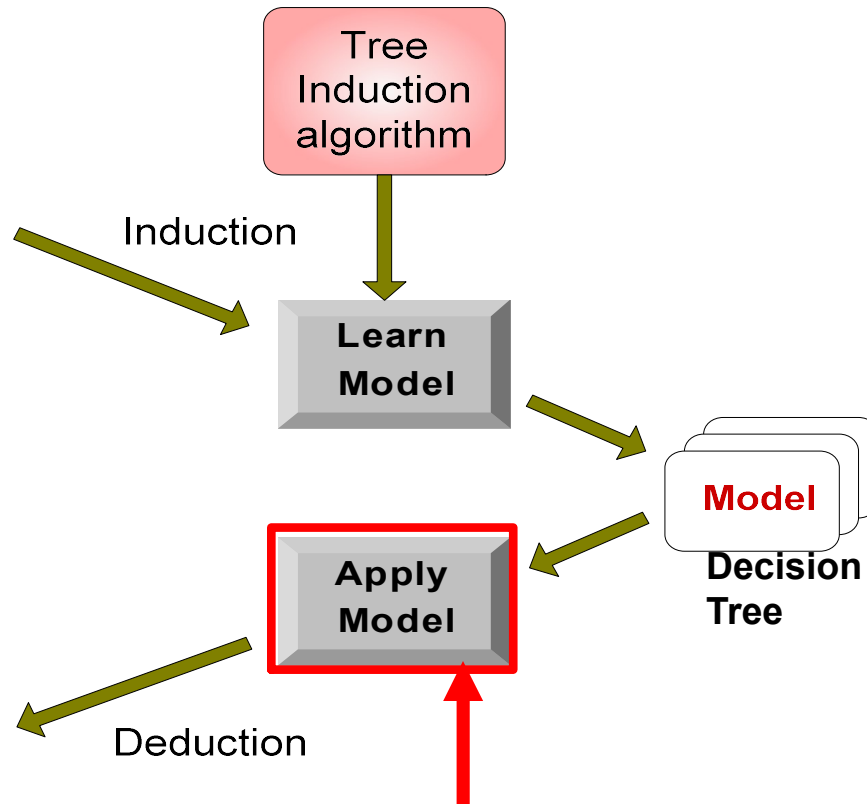 Tree
Induction
algorithm
Induction
Learn
Model
Model
Decision
Tree
Apply
Model
Deduction